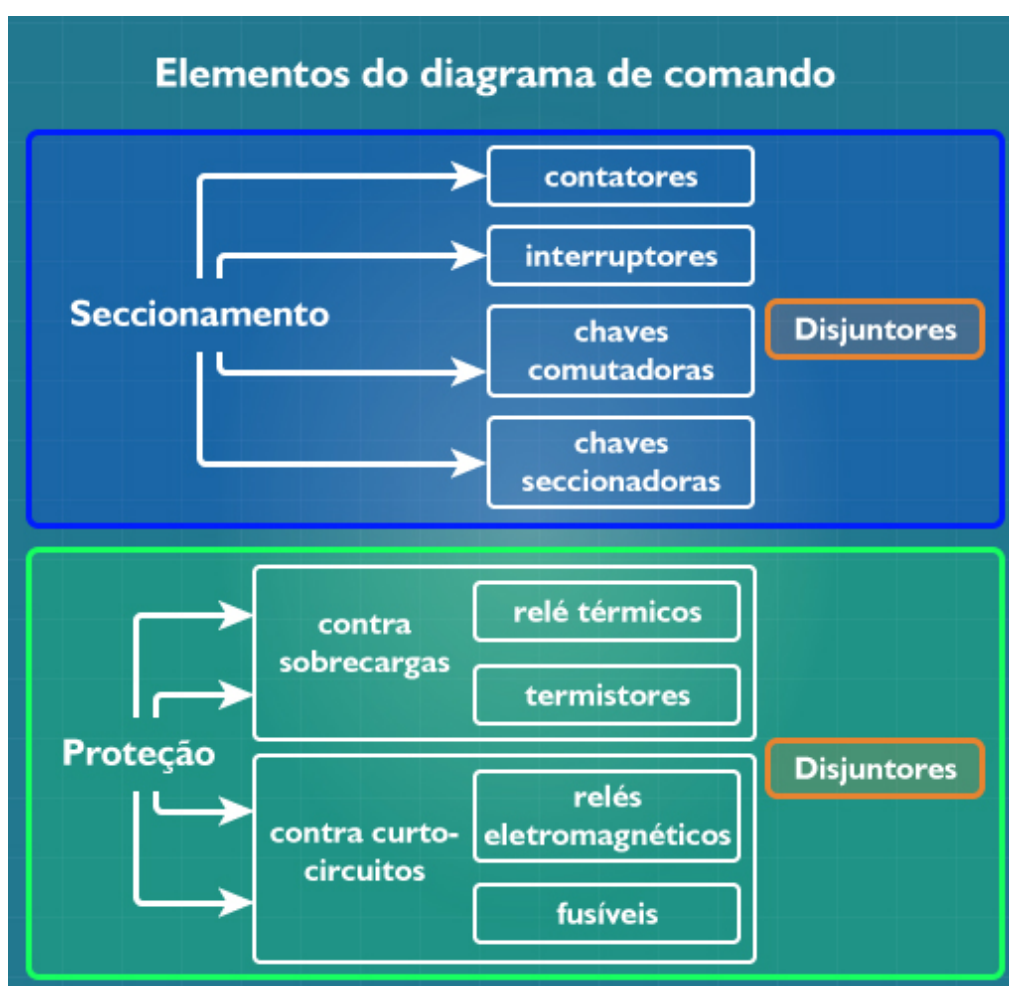 Elementos do diagrama de comando
Seccionamento
contatores
interruptores
chaves
comutadoras
chaves
seccionadoras
Disjuntores
Proteção
contra
sobrecargas
relé térmicos
termistores
contra curto-
circuitos
relés
eletromagnéticos
fusíveis
Disjuntores